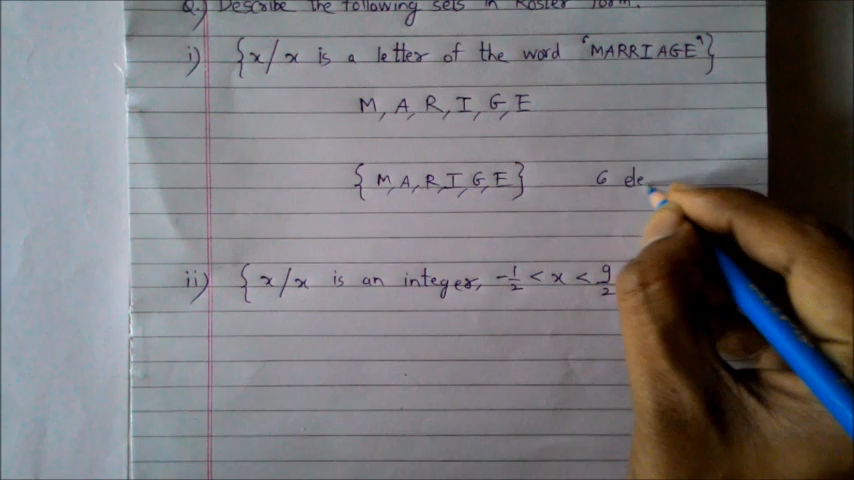 Q.) Describe the following sets in Roster form.
i) {x/x is a letter of the word 'MARRIAGE'}
M, A, R, I, G, E
{M, A, R, I, G, E} 6 ele
ii) {x/x is an integer, -1/2 < x < 9/2